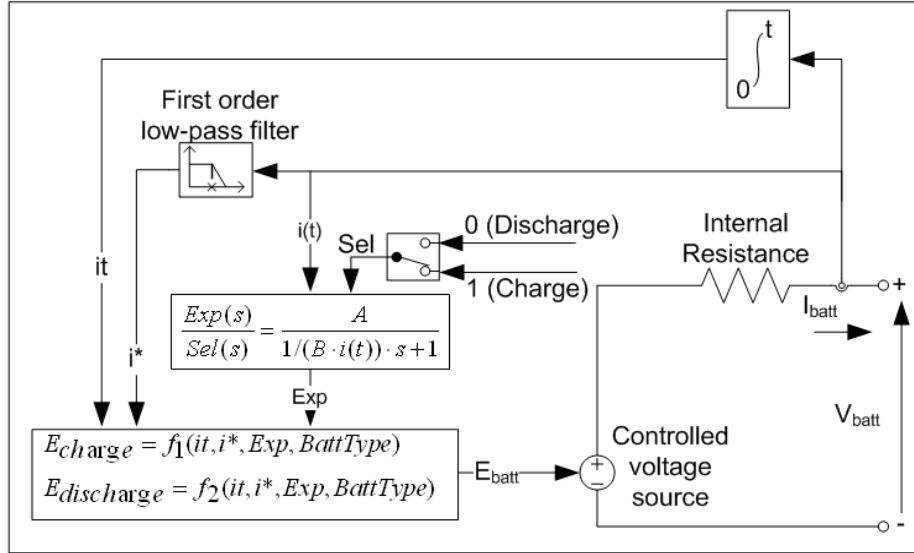 t
0
First order
low-pass filter
i(t)
0 (Discharge)
Sel
1 (Charge)
Internal
Resistance
it
+
I_batt
Exp(s)/Sel(s) = A/(1/(B·i(t))·s+1)
i*
Exp
V_batt
E_charge = f_1(it,i*,Exp,BattType)
E_discharge = f_2(it,i*,Exp,BattType)
E_batt
+
−
Controlled
voltage
source
-